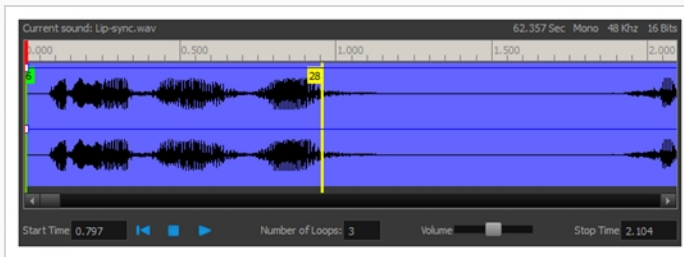 Current sound: Lip-sync.wav 62.357 Sec Mono 48 Khz 16 Bits
0.000 0.500 1.000 1.500 2.000
6 28
Start Time 0.797 Number of Loops: 3 Volume Stop Time 2.104